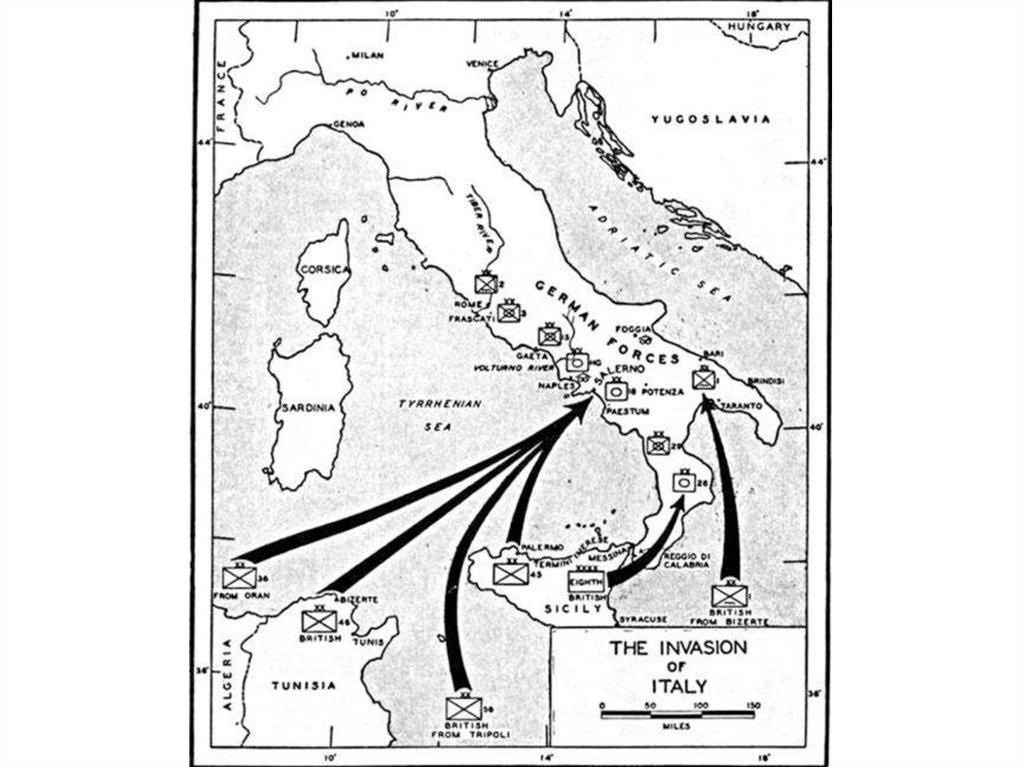 10°
14°
18°
HUNGARY
MILAN
VENICE
FRANCE
PO RIVER
YUGOSLAVIA
GENOA
44°
44°
TIBER RIVER
ADRIATIC SEA
CORSICA
XX
2
GERMAN FORCES
ROME
FRASCATI
XX
3
XX
15
FOGGIA
GAETA
XX
HG
BARI
VOLTURNO RIVER
SALERNO
XX
1
NAPLES
XX
16
POTENZA
BRINDISI
TARANTO
PAESTUM
40°
SARDINIA
TYRRHENIAN
SEA
40°
XX
29
XX
26
PALERMO
TERMINI IMERESE
MESSINA
REGGIO DI
CALABRIA
XX
36
FROM ORAN
XX
45
XXXX
EIGHTH
BRITISH
XX
1
BRITISH
FROM BIZERTE
BIZERTE
XX
46
BRITISH
TUNIS
SICILY
SYRACUSE
ALGERIA
36°
TUNISIA
XX
56
BRITISH
FROM TRIPOLI
THE INVASION
OF
ITALY
0 50 100 150
MILES
36°
10°
14°
18°